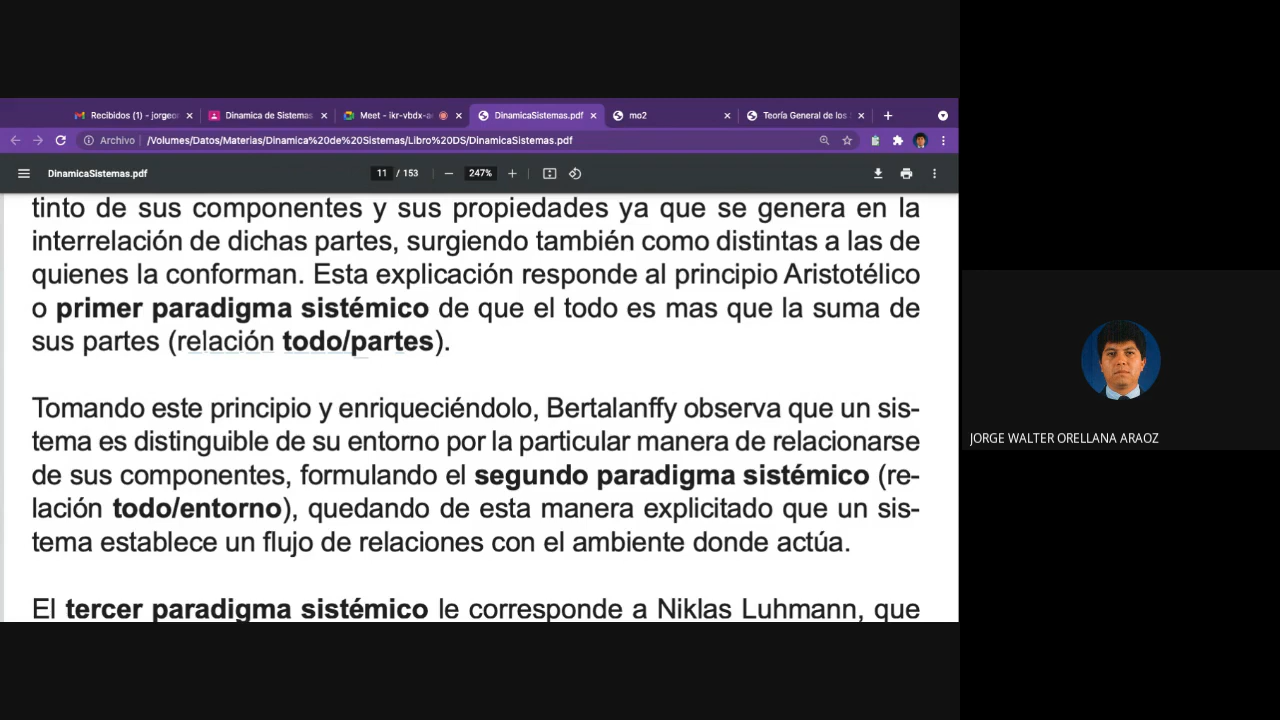 Recibidos (1) - jorgeor
Dinamica de Sistemas
Meet - ikr-vbdx-a
DinamicaSistemas.pdf
mo2
Teoría General de los
Archivo
/Volumes/Datos/Materias/Dinamica%20de%20Sistemas/Libro%20DS/DinamicaSistemas.pdf
DinamicaSistemas.pdf
11 / 153
247%
tinto de sus componentes y sus propiedades ya que se genera en la
interrelación de dichas partes, surgiendo también como distintas a las de
quienes la conforman. Esta explicación responde al principio Aristotélico
o primer paradigma sistémico de que el todo es mas que la suma de
sus partes (relación todo/partes).
Tomando este principio y enriqueciéndolo, Bertalanffy observa que un sis-
tema es distinguible de su entorno por la particular manera de relacionarse
de sus componentes, formulando el segundo paradigma sistémico (re-
lación todo/entorno), quedando de esta manera explicitado que un sis-
tema establece un flujo de relaciones con el ambiente donde actúa.
El tercer paradigma sistémico le corresponde a Niklas Luhmann, que
JORGE WALTER ORELLANA ARAOZ